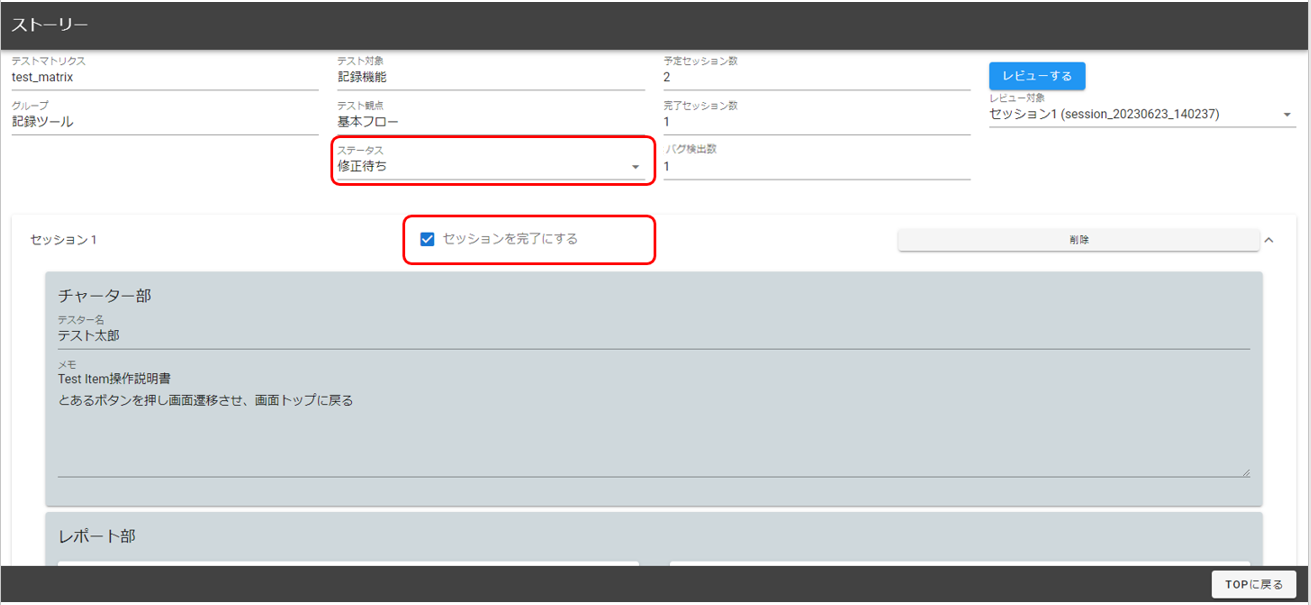 ストーリー
テストマトリクス
test_matrix
テスト対象
記録機能
予定セッション数
2
レビューする
グループ
記録ツール
テスト観点
基本フロー
完了セッション数
1
レビュー対象
セッション1 (session_20230623_140237)
ステータス
修正待ち
バグ検出数
1
セッション 1
セッションを完了にする
削除
チャーター部
テスター名
テスト太郎
メモ
Test Item操作説明書
とあるボタンを押し画面遷移させ、画面トップに戻る
レポート部
TOPに戻る